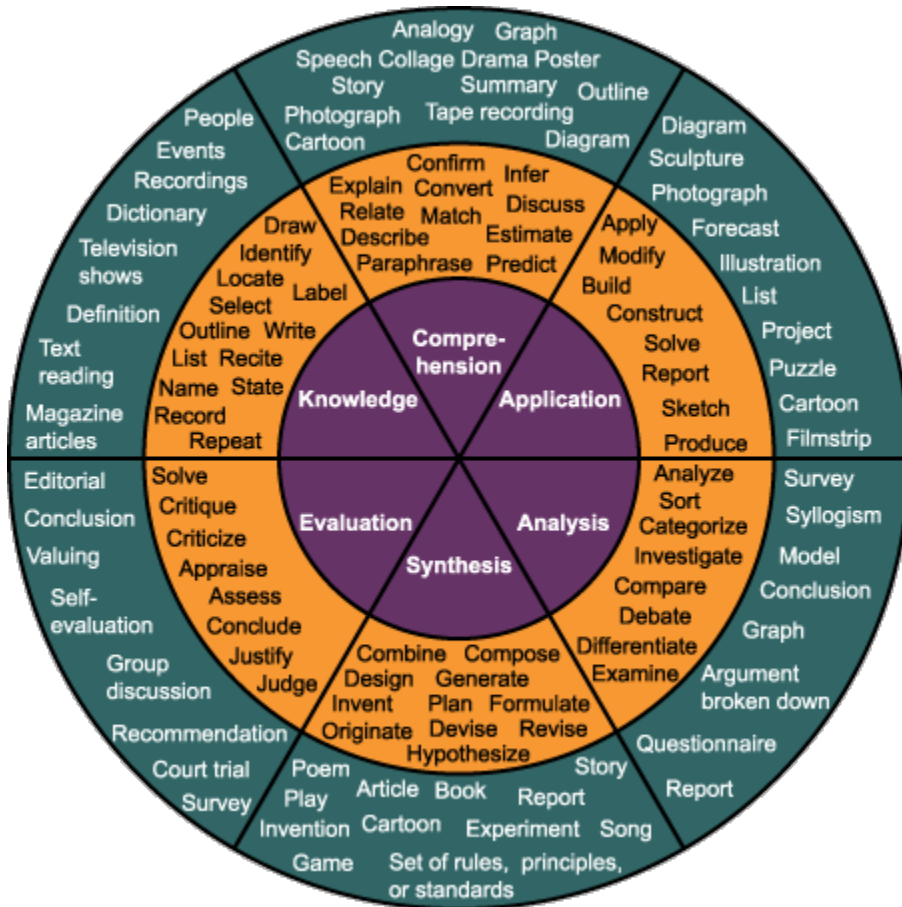 Analogy Graph
Speech Collage Drama Poster
Story Summary Outline
Photograph Tape recording
Cartoon Diagram
Confirm Infer
Explain Convert Discuss
Relate Match
Describe Estimate
Paraphrase Predict
Compre-
hension
Diagram
Sculpture
Photograph
Forecast
Illustration
List
Project
Puzzle
Cartoon
Filmstrip
Apply
Modify
Build
Construct
Solve
Report
Sketch
Produce
Application
Survey
Syllogism
Model
Conclusion
Graph
Argument
broken down
Questionnaire
Report
Analyze
Sort
Categorize
Investigate
Compare
Debate
Differentiate
Examine
Analysis
Synthesis
Combine Compose
Design Generate
Invent Plan Formulate
Originate Devise Revise
Hypothesize
Poem Story
Play Article Book Report
Invention Cartoon Experiment Song
Game Set of rules, principles,
or standards
Evaluation
Solve
Critique
Criticize
Appraise
Assess
Conclude
Justify
Judge
Editorial
Conclusion
Valuing
Self-
evaluation
Group
discussion
Recommendation
Court trial
Survey
Knowledge
Draw
Identify
Locate
Select Label
Outline Write
List Recite
Name State
Record
Repeat
People
Events
Recordings
Dictionary
Television
shows
Definition
Text
reading
Magazine
articles